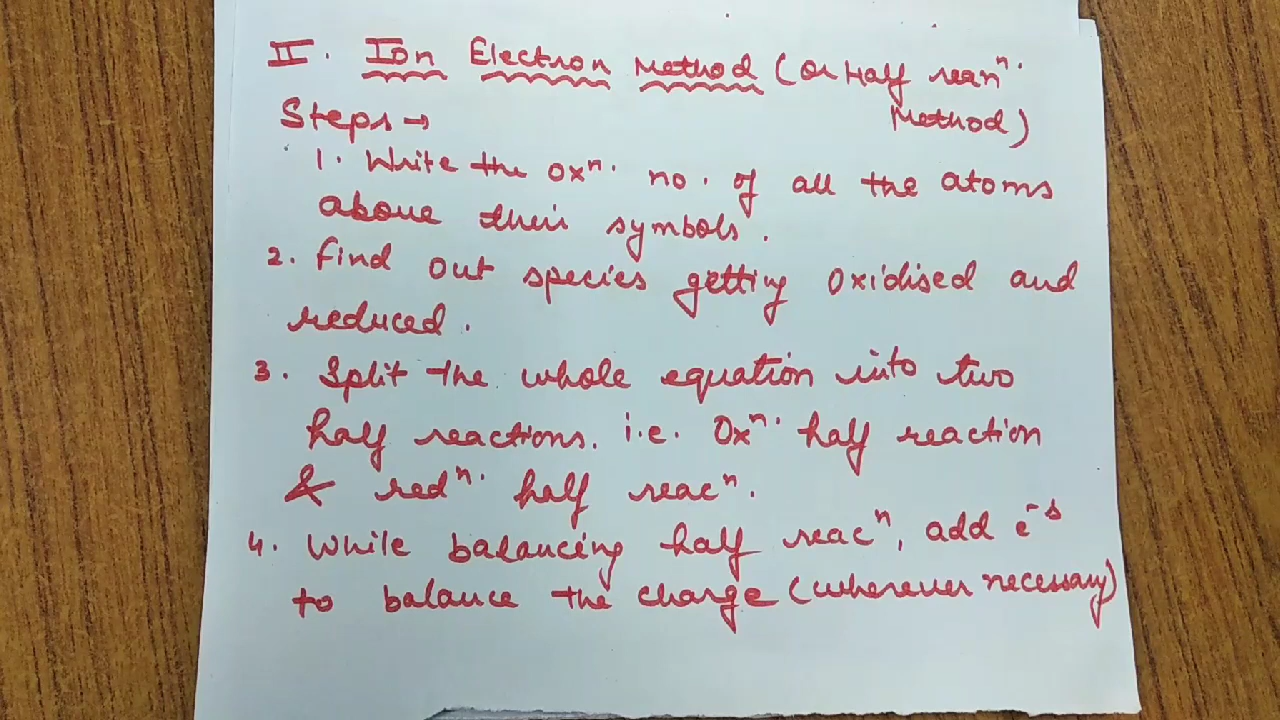 II. Ion Electron Method (or Half reanⁿ.
Method)
Steps →
1. Write the oxⁿ. no. of all the atoms
above their symbols.
2. Find out species getting oxidised and
reduced.
3. Split the whole equation into two
half reactions. i.e. Oxⁿ. half reaction
& redⁿ. half reacⁿ.
4. While balancing half reacⁿ, add e⁻s
to balance the charge (wherever necessary)